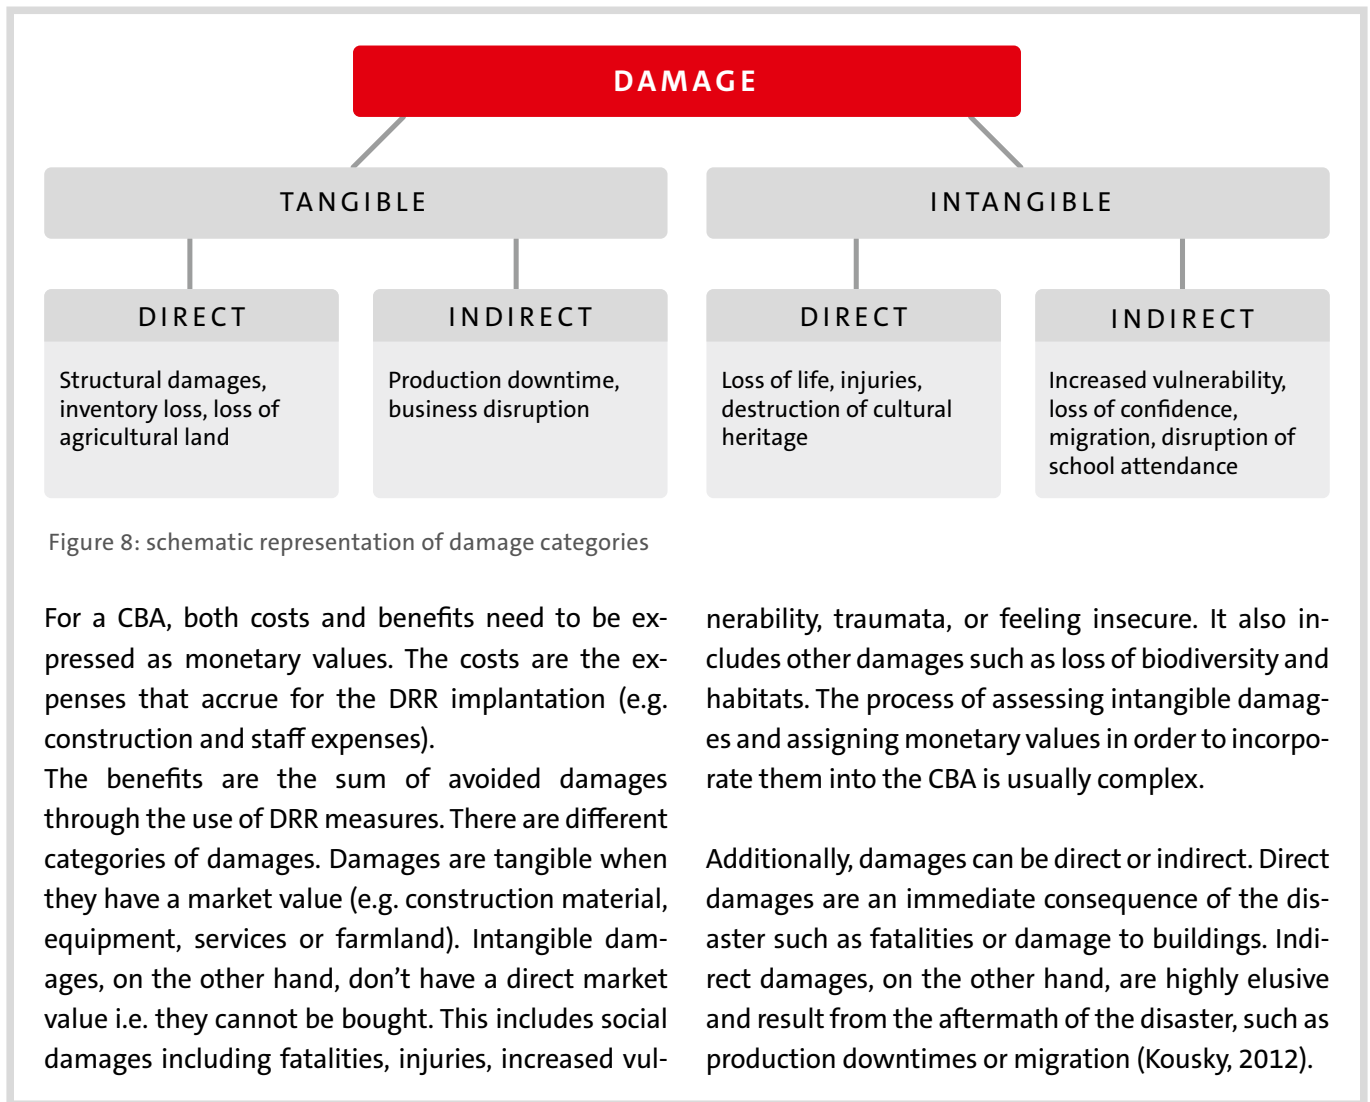 DAMAGE
TANGIBLE
INTANGIBLE
DIRECT
Structural damages,
inventory loss, loss of
agricultural land
INDIRECT
Production downtime,
business disruption
DIRECT
Loss of life, injuries,
destruction of cultural
heritage
INDIRECT
Increased vulnerability,
loss of confidence,
migration, disruption of
school attendance
Figure 8: schematic representation of damage categories
For a CBA, both costs and benefits need to be ex-
pressed as monetary values. The costs are the ex-
penses that accrue for the DRR implantation (e.g.
construction and staff expenses).
The benefits are the sum of avoided damages
through the use of DRR measures. There are different
categories of damages. Damages are tangible when
they have a market value (e.g. construction material,
equipment, services or farmland). Intangible dam-
ages, on the other hand, don’t have a direct market
value i.e. they cannot be bought. This includes social
damages including fatalities, injuries, increased vul-
nerability, traumata, or feeling insecure. It also in-
cludes other damages such as loss of biodiversity and
habitats. The process of assessing intangible damag-
es and assigning monetary values in order to incorpo-
rate them into the CBA is usually complex.
Additionally, damages can be direct or indirect. Direct
damages are an immediate consequence of the dis-
aster such as fatalities or damage to buildings. Indi-
rect damages, on the other hand, are highly elusive
and result from the aftermath of the disaster, such as
production downtimes or migration (Kousky, 2012).